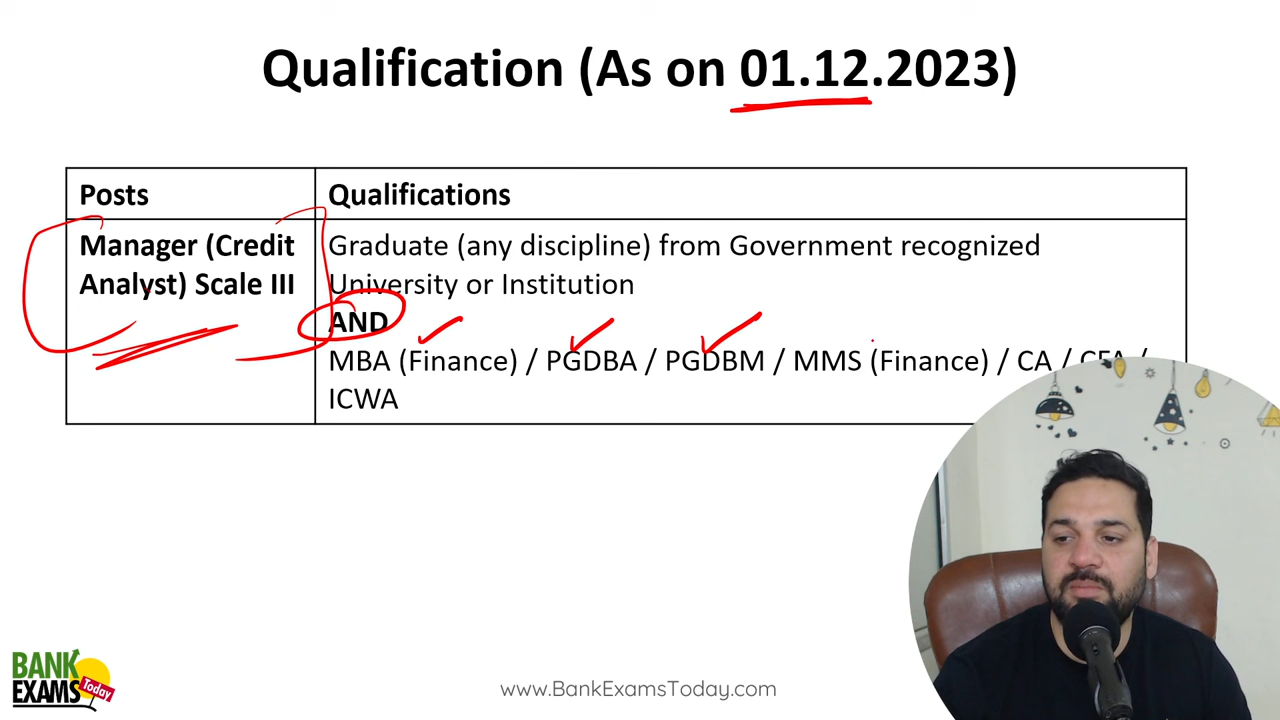 Qualification (As on 01.12.2023)
Posts
Qualifications
Manager (Credit
Analyst) Scale III
Graduate (any discipline) from Government recognized
University or Institution
AND
MBA (Finance) / PGDBA / PGDBM / MMS (Finance) / CA / CFA /
ICWA
BANK
EXAMS
Today
www.BankExamsToday.com